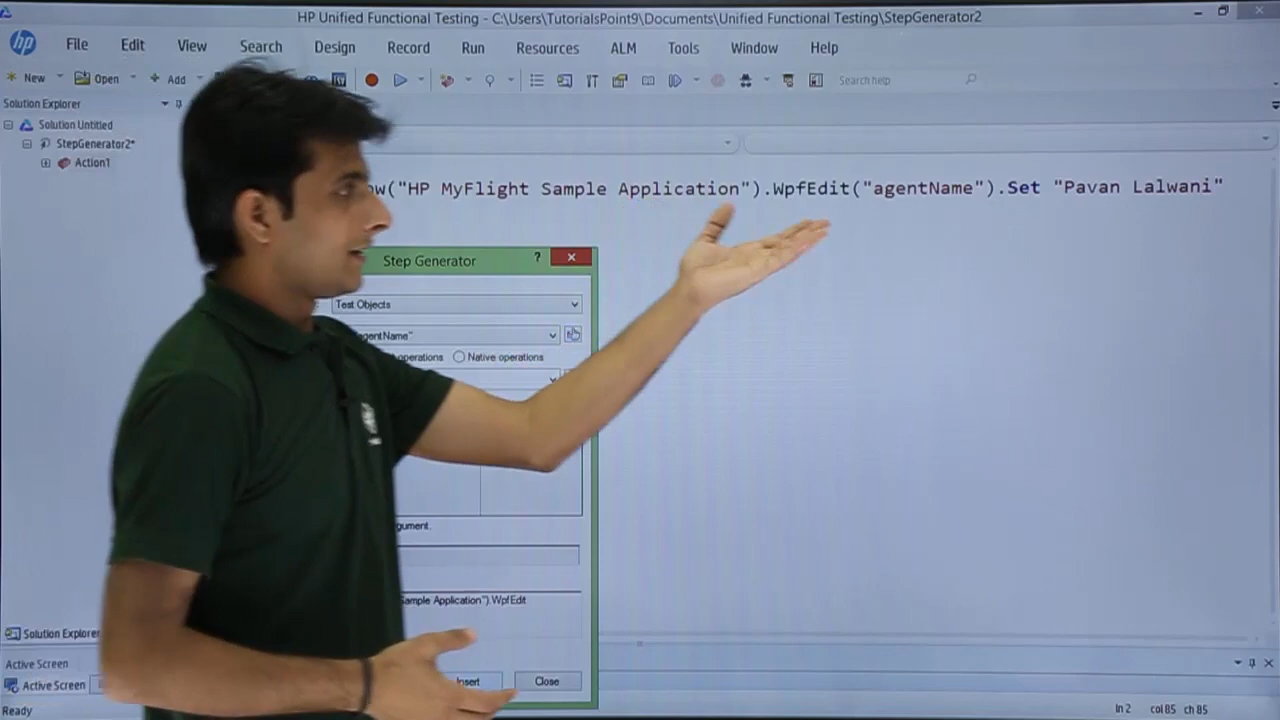 HP Unified Functional Testing - C:\Users\TutorialsPoint9\Documents\Unified Functional Testing\StepGenerator2
hp File Edit View Search Design Record Run Resources ALM Tools Window Help
New Open Add Search help
Solution Explorer
Solution Untitled
StepGenerator2*
Action1
ow("HP MyFlight Sample Application").WpfEdit("agentName").Set "Pavan Lalwani"
Step Generator ?
Test Objects
agentName"
operations Native operations
gument.
Sample Application").WpfEdit
Solution Explorer
Active Screen
Active Screen
Insert Close
Ready ln 2 col 85 ch 85